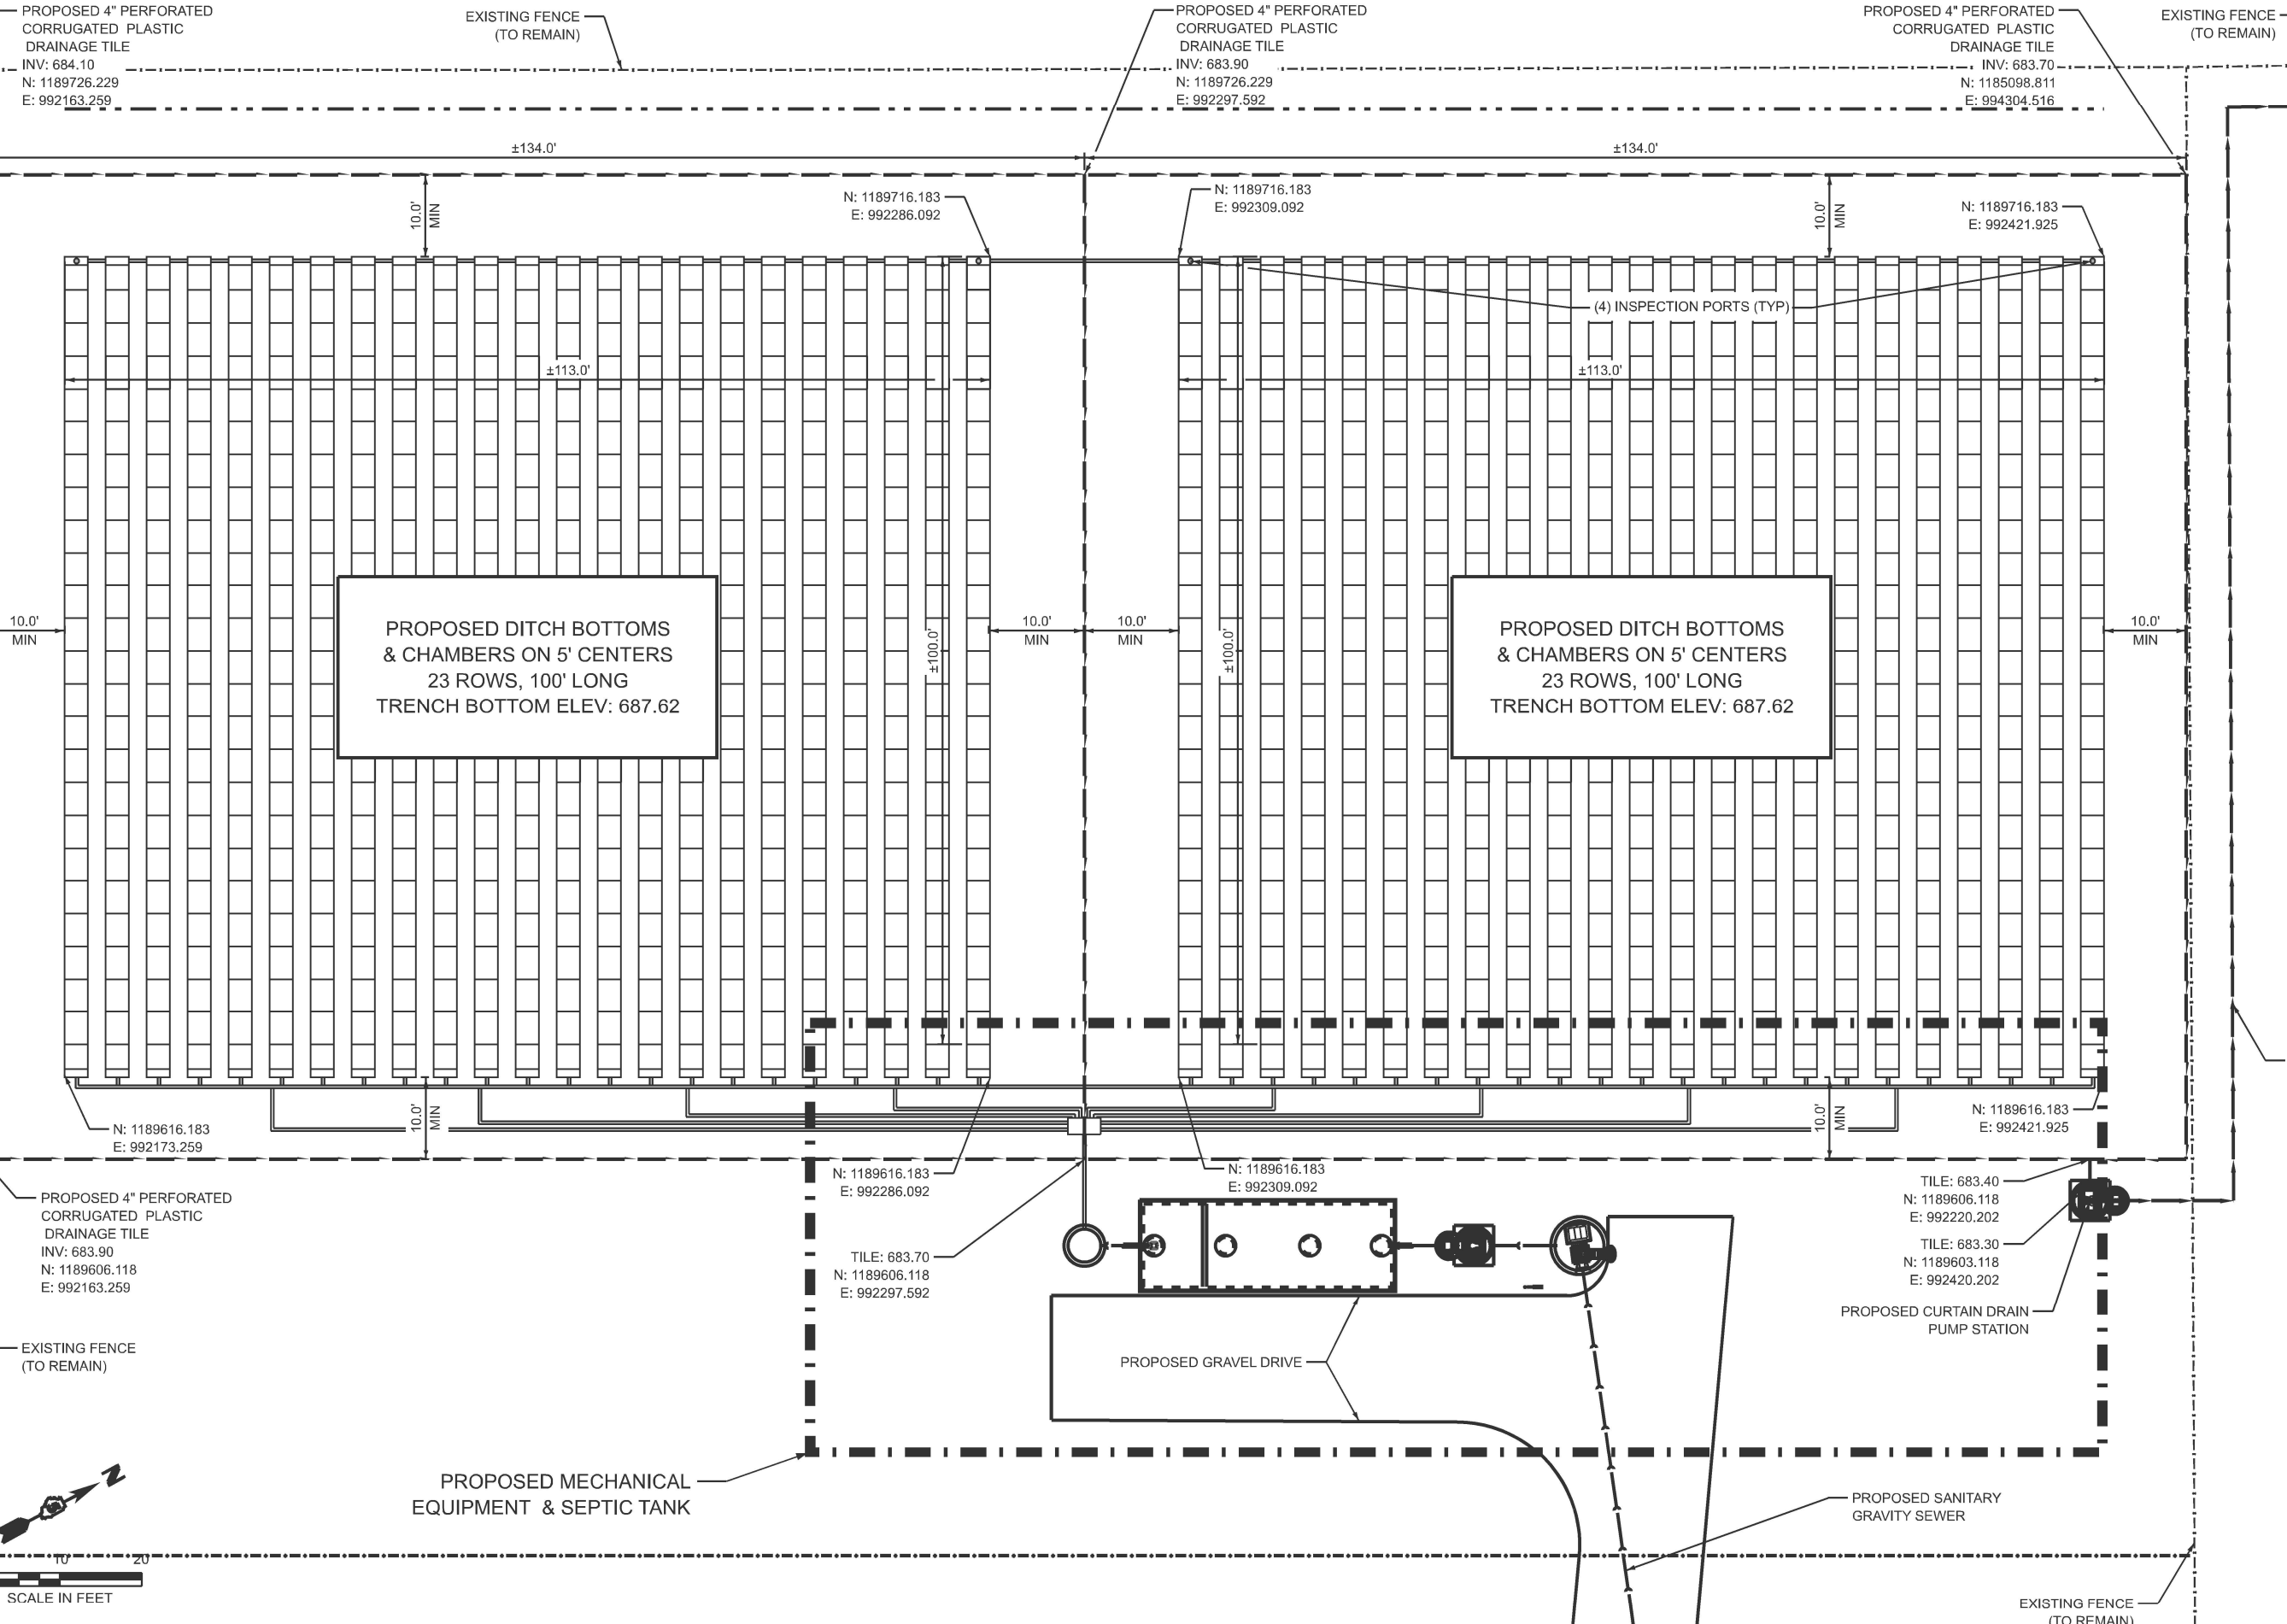 PROPOSED 4" PERFORATED
CORRUGATED PLASTIC
DRAINAGE TILE
INV: 684.10
N: 1189726.229
E: 992163.259
EXISTING FENCE
(TO REMAIN)
PROPOSED 4" PERFORATED
CORRUGATED PLASTIC
DRAINAGE TILE
INV: 683.90
N: 1189726.229
E: 992297.592
PROPOSED 4" PERFORATED
CORRUGATED PLASTIC
DRAINAGE TILE
INV: 683.70
N: 1185098.811
E: 994304.516
EXISTING FENCE
(TO REMAIN)
±134.0'
±134.0'
10.0'
MIN
N: 1189716.183
E: 992286.092
N: 1189716.183
E: 992309.092
10.0'
MIN
N: 1189716.183
E: 992421.925
(4) INSPECTION PORTS (TYP)
±113.0'
±113.0'
10.0'
MIN
PROPOSED DITCH BOTTOMS
& CHAMBERS ON 5' CENTERS
23 ROWS, 100' LONG
TRENCH BOTTOM ELEV: 687.62
±100.0'
10.0'
MIN
10.0'
MIN
±100.0'
PROPOSED DITCH BOTTOMS
& CHAMBERS ON 5' CENTERS
23 ROWS, 100' LONG
TRENCH BOTTOM ELEV: 687.62
10.0'
MIN
N: 1189616.183
E: 992173.259
10.0'
MIN
10.0'
MIN
N: 1189616.183
E: 992421.925
N: 1189616.183
E: 992286.092
N: 1189616.183
E: 992309.092
PROPOSED 4" PERFORATED
CORRUGATED PLASTIC
DRAINAGE TILE
INV: 683.90
N: 1189606.118
E: 992163.259
TILE: 683.70
N: 1189606.118
E: 992297.592
TILE: 683.40
N: 1189606.118
E: 992220.202
TILE: 683.30
N: 1189603.118
E: 992420.202
PROPOSED CURTAIN DRAIN
PUMP STATION
EXISTING FENCE
(TO REMAIN)
PROPOSED GRAVEL DRIVE
PROPOSED MECHANICAL
EQUIPMENT & SEPTIC TANK
PROPOSED SANITARY
GRAVITY SEWER
N
10'
20'
SCALE IN FEET
EXISTING FENCE
(TO REMAIN)